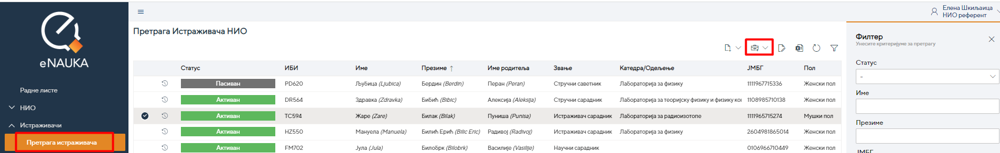 eNAUKA
Радне листе
НИО
Истраживачи
Претрага истраживача
Елена Шкиљаица
НИО референт
Претрага Истраживача НИО
Статус ИБИ Име Презиме ↑ Име родитеља Звање Катедра/Одељење ЈМБГ Пол
Пасиван PD620 Љубица (Ljubica) Бердин (Berdin) Перан (Peran) Стручни саветник Лабораторија за физику 1111967715336 Женски пол
Активан DR564 Здравка (Zdravka) Бибић (Bibic) Алексија (Aleksija) Стручни сарадник Лабораторија за теоријску физику и физику ко 1108985710138 Женски пол
Активан TC594 Жаре (Zare) Билак (Bilak) Пуниша (Punisa) Истраживач сарадник Лабораторија за радиоизотопе 1111965715274 Мушки пол
Активан HZ550 Мануела (Manuela) Билић Ерић (Bilic Eric) Радивој (Radivoj) Истраживач сарадник Лабораторија за физику 2604981865014 Женски пол
Активан FM702 Јула (Jula) Билобрк (Bilobrk) Василије (Vasilije) Научни сарадник 0106966710449 Женски пол
Филтер
Унесите критеријуме за претрагу
Статус
-
Име
Презиме
ЈМБГ